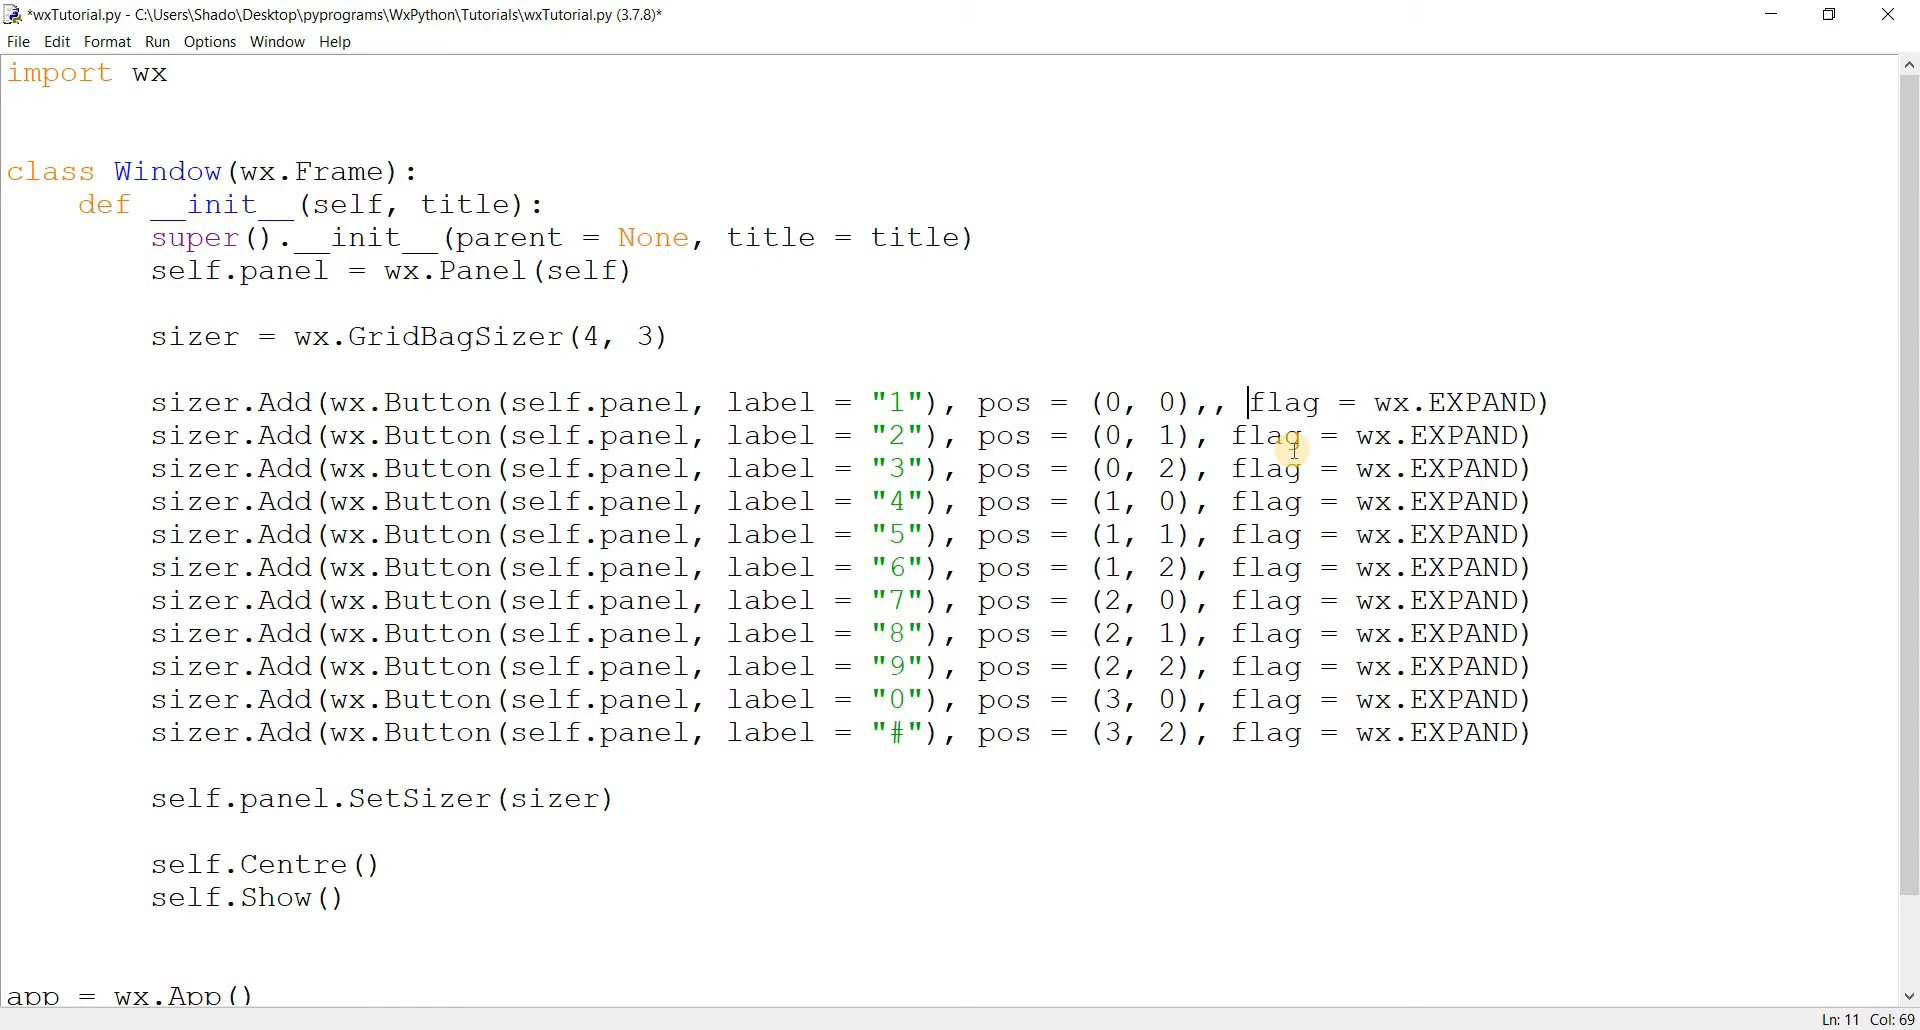 *wxTutorial.py - C:\Users\Shado\Desktop\pyprograms\WxPython\Tutorials\wxTutorial.py (3.7.8)*
File Edit Format Run Options Window Help
import wx
class Window(wx.Frame):
    def __init__(self, title):
        super().__init__(parent = None, title = title)
        self.panel = wx.Panel(self)
        sizer = wx.GridBagSizer(4, 3)
        sizer.Add(wx.Button(self.panel, label = "1"), pos = (0, 0),, flag = wx.EXPAND)
        sizer.Add(wx.Button(self.panel, label = "2"), pos = (0, 1), flag = wx.EXPAND)
        sizer.Add(wx.Button(self.panel, label = "3"), pos = (0, 2), flag = wx.EXPAND)
        sizer.Add(wx.Button(self.panel, label = "4"), pos = (1, 0), flag = wx.EXPAND)
        sizer.Add(wx.Button(self.panel, label = "5"), pos = (1, 1), flag = wx.EXPAND)
        sizer.Add(wx.Button(self.panel, label = "6"), pos = (1, 2), flag = wx.EXPAND)
        sizer.Add(wx.Button(self.panel, label = "7"), pos = (2, 0), flag = wx.EXPAND)
        sizer.Add(wx.Button(self.panel, label = "8"), pos = (2, 1), flag = wx.EXPAND)
        sizer.Add(wx.Button(self.panel, label = "9"), pos = (2, 2), flag = wx.EXPAND)
        sizer.Add(wx.Button(self.panel, label = "0"), pos = (3, 0), flag = wx.EXPAND)
        sizer.Add(wx.Button(self.panel, label = "#"), pos = (3, 2), flag = wx.EXPAND)
        self.panel.SetSizer(sizer)
        self.Centre()
        self.Show()
app = wx.App()
Ln: 11 Col: 69